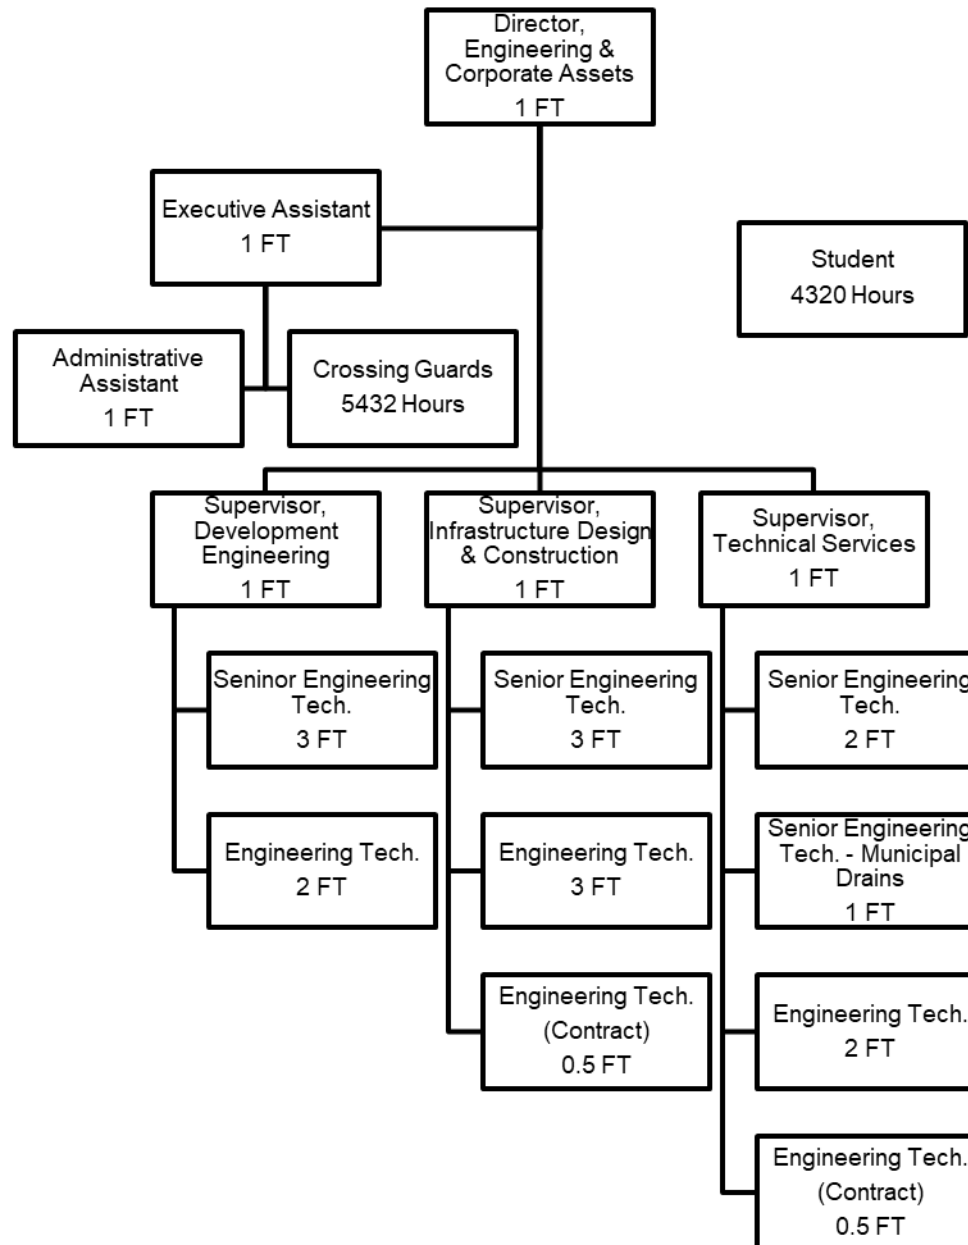 Director,
Engineering &
Corporate Assets
1 FT
Executive Assistant
1 FT
Student
4320 Hours
Administrative
Assistant
1 FT
Crossing Guards
5432 Hours
Supervisor,
Development
Engineering
1 FT
Supervisor,
Infrastructure Design
& Construction
1 FT
Supervisor,
Technical Services
1 FT
Seninor Engineering
Tech.
3 FT
Senior Engineering
Tech.
3 FT
Senior Engineering
Tech.
2 FT
Engineering Tech.
2 FT
Engineering Tech.
3 FT
Senior Engineering
Tech. - Municipal
Drains
1 FT
Engineering Tech.
(Contract)
0.5 FT
Engineering Tech.
2 FT
Engineering Tech.
(Contract)
0.5 FT